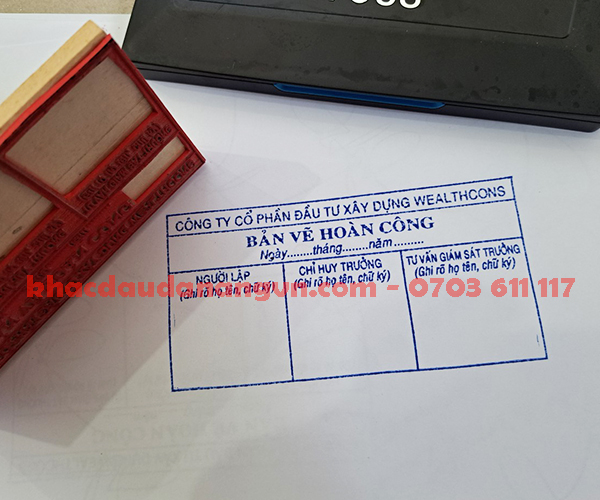 CÔNG TY CỔ PHẦN ĐẦU TƯ XÂY DỰNG WEALTHCONS
BẢN VẼ HOÀN CÔNG
Ngày........tháng........năm.........
NGƯỜI LẬP
(Ghi rõ họ tên, chữ ký)
CHỈ HUY TRƯỞNG
(Ghi rõ họ tên, chữ ký)
TƯ VẤN GIÁM SÁT TRƯỞNG
(Ghi rõ họ tên, chữ ký)
khacdaudanangvn.com - 0703 611 117